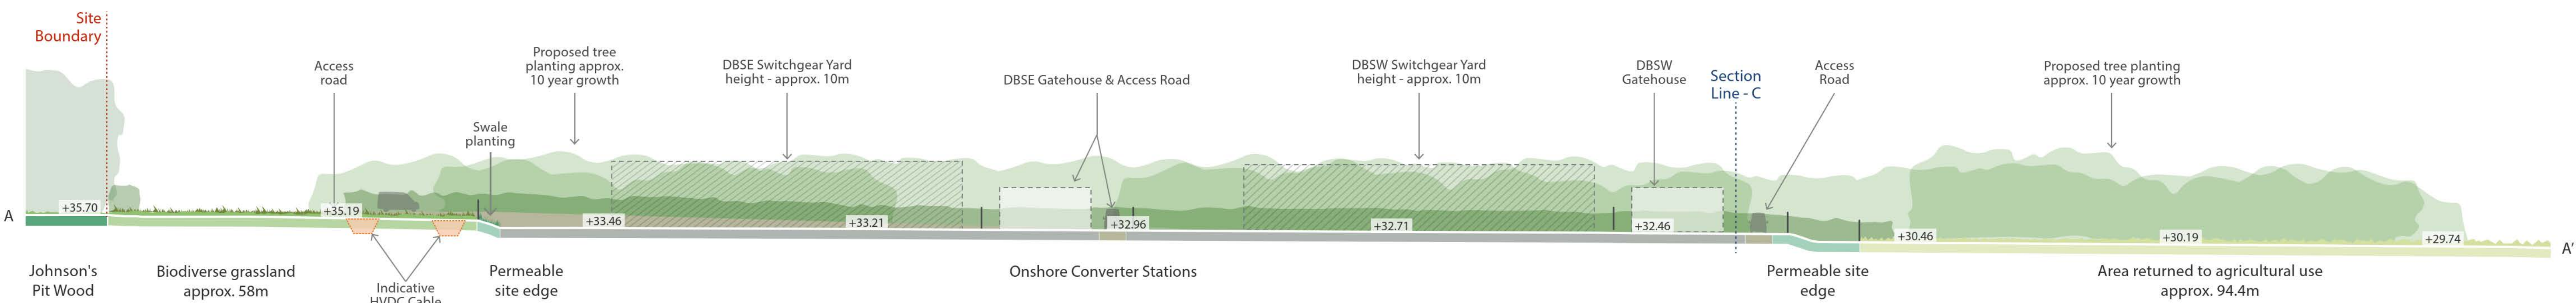 Site
Boundary
Access
road
Swale
planting
Proposed tree
planting approx.
10 year growth
DBSE Switchgear Yard
height - approx. 10m
DBSE Gatehouse & Access Road
DBSW Switchgear Yard
height - approx. 10m
DBSW
Gatehouse
Section
Line - C
Access
Road
Proposed tree planting
approx. 10 year growth
A
+35.70
+35.19
+33.46
+33.21
+32.96
+32.71
+32.46
+30.46
+30.19
+29.74
A'
Johnson's
Pit Wood
Biodiverse grassland
approx. 58m
Indicative
HVDC Cable
Permeable
site edge
Onshore Converter Stations
Permeable site
edge
Area returned to agricultural use
approx. 94.4m